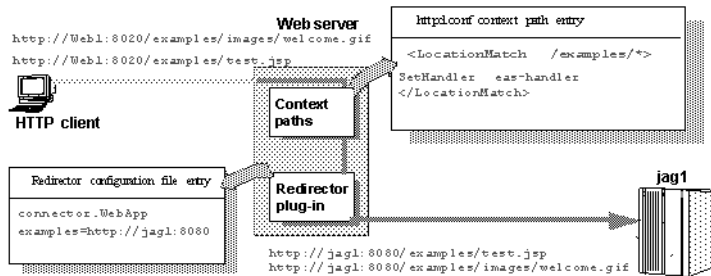 Web server
httpd.conf context path entry
http://Web1:8020/examples/images/welcome.gif
http://Web1:8020/examples/test.jsp
<LocationMatch /examples/*>
SetHandler eas-handler
</LocationMatch>
HTTP client
Context
paths
Redirector configuration file entry
connector.WebApp
examples=http://jag1:8080
Redirector
plug-in
jag1
http://jag1:8080/examples/test.jsp
http://jag1:8080/examples/images/welcome.gif